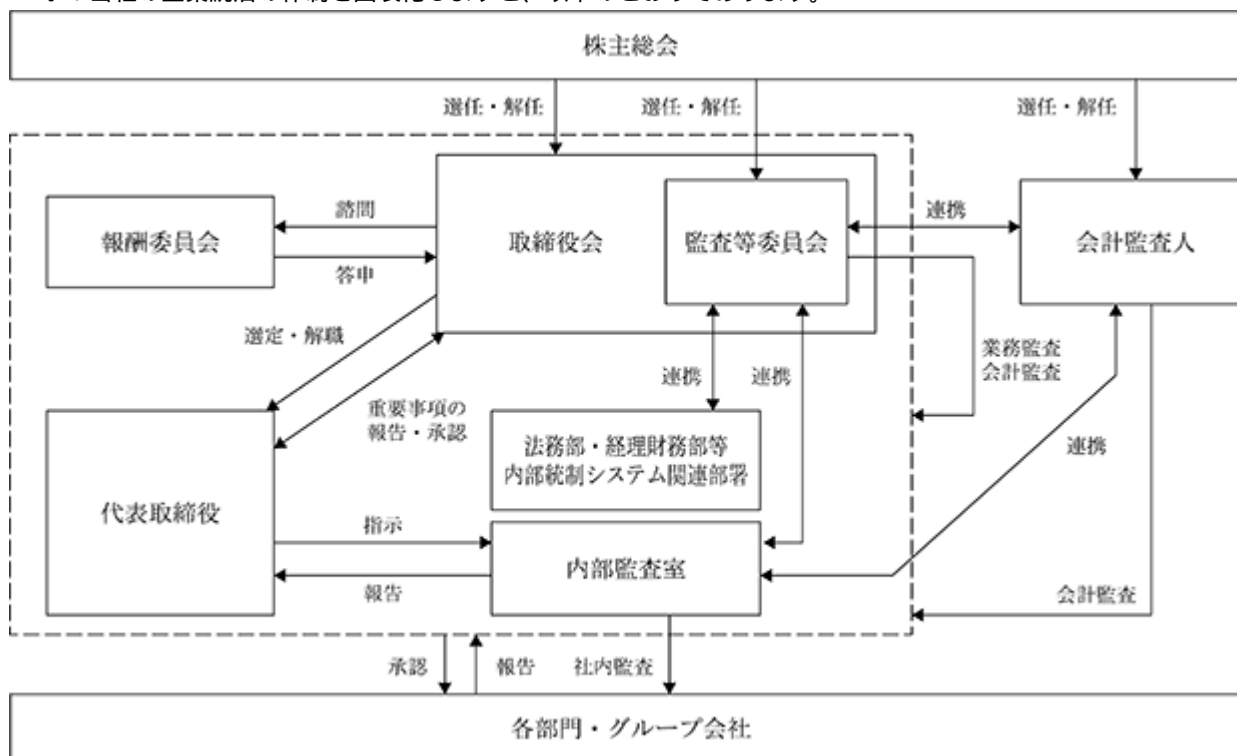 株主総会
選任・解任
選任・解任
選任・解任
報酬委員会
諮問
答申
取締役会
監査等委員会
連携
会計監査人
選定・解職
重要事項の
報告・承認
連携
連携
業務監査
会計監査
連携
法務部・経理財務部等
内部統制システム関連部署
代表取締役
指示
報告
内部監査室
会計監査
承認
報告
社内監査
各部門・グループ会社